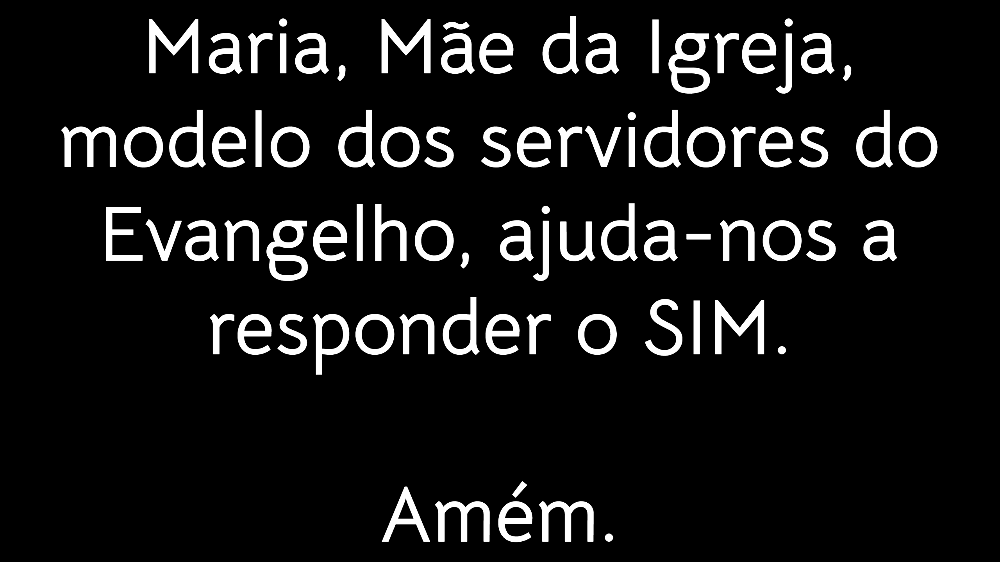 Maria, Mãe da Igreja,
modelo dos servidores do
Evangelho, ajuda-nos a
responder o SIM.
Amém.